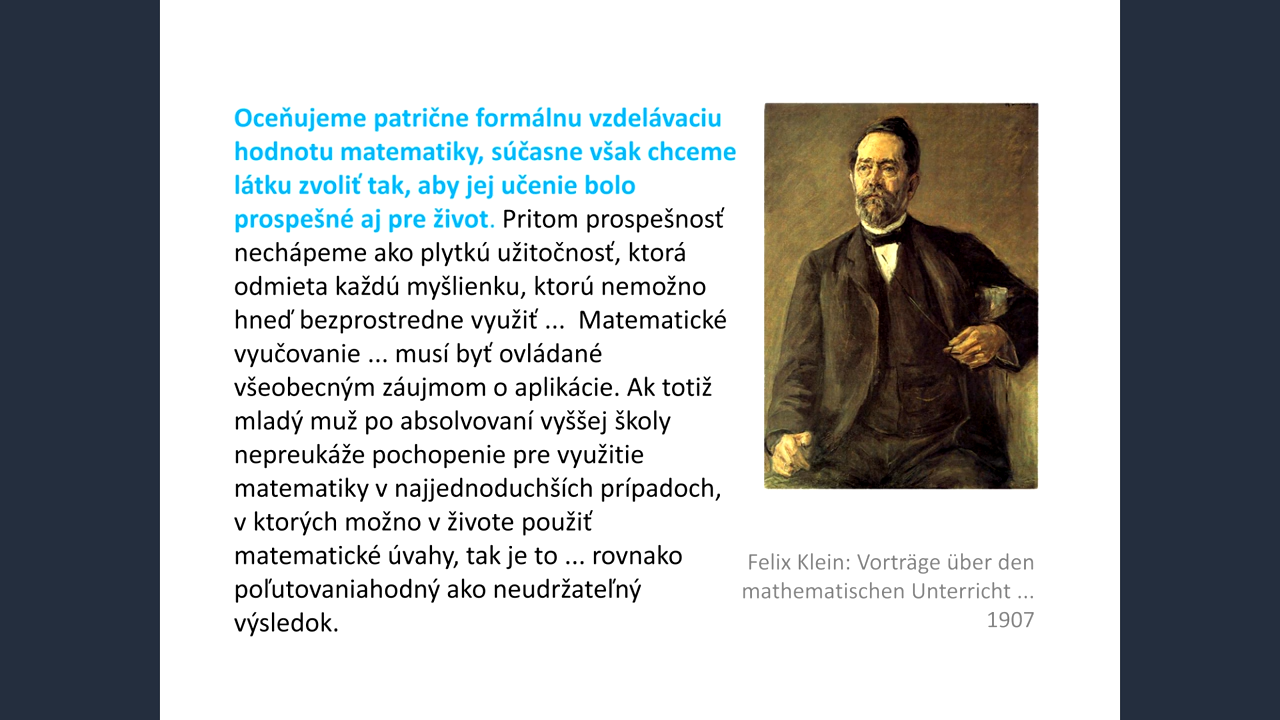 Oceňujeme patrične formálnu vzdelávaciu
hodnotu matematiky, súčasne však chceme
látku zvoliť tak, aby jej učenie bolo
prospešné aj pre život. Pritom prospešnosť
nechápeme ako plytkú užitočnosť, ktorá
odmieta každú myšlienku, ktorú nemožno
hneď bezprostredne využiť ... Matematické
vyučovanie ... musí byť ovládané
všeobecným záujmom o aplikácie. Ak totiž
mladý muž po absolvovaní vyššej školy
nepreukáže pochopenie pre využitie
matematiky v najjednoduchších prípadoch,
v ktorých možno v živote použiť
matematické úvahy, tak je to ... rovnako
poľutovaniahodný ako neudržateľný
výsledok.
Felix Klein: Vorträge über den
mathematischen Unterricht ...
1907